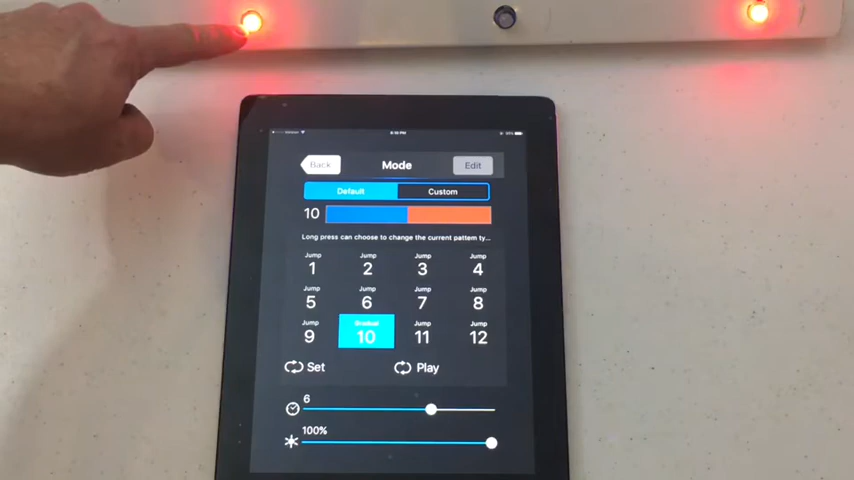 Back Mode Edit
Default Custom
10
Long press can choose to change the current pattern ty...
Jump Jump Jump Jump
1 2 3 4
Jump Jump Jump Jump
5 6 7 8
Jump Gradual Jump Jump
9 10 11 12
Set Play
6
100%